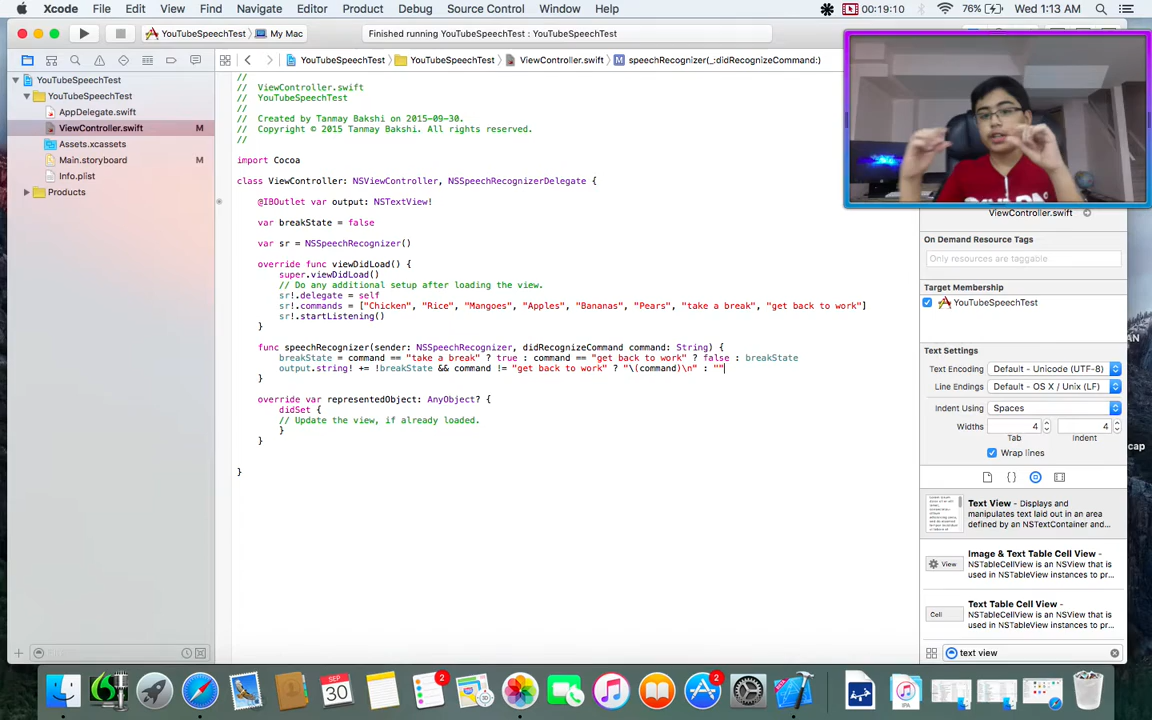 Xcode File Edit View Find Navigate Editor Product Debug Source Control Window Help
00:19:10 76% Wed 1:13 AM
YouTubeSpeechTest My Mac
Finished running YouTubeSpeechTest : YouTubeSpeechTest
YouTubeSpeechTest YouTubeSpeechTest ViewController.swift M speechRecognizer(_:didRecognizeCommand:)
YouTubeSpeechTest
YouTubeSpeechTest
AppDelegate.swift
ViewController.swift M
Assets.xcassets
Main.storyboard M
Info.plist
Products
//
// ViewController.swift
// YouTubeSpeechTest
//
// Created by Tanmay Bakshi on 2015-09-30.
// Copyright © 2015 Tanmay Bakshi. All rights reserved.
//
import Cocoa
class ViewController: NSViewController, NSSpeechRecognizerDelegate {
@IBOutlet var output: NSTextView!
var breakState = false
var sr = NSSpeechRecognizer()
override func viewDidLoad() {
super.viewDidLoad()
// Do any additional setup after loading the view.
sr!.delegate = self
sr!.commands = ["Chicken", "Rice", "Mangoes", "Apples", "Bananas", "Pears", "take a break", "get back to work"]
sr!.startListening()
}
func speechRecognizer(sender: NSSpeechRecognizer, didRecognizeCommand command: String) {
breakState = command == "take a break" ? true : command == "get back to work" ? false : breakState
output.string! += !breakState && command != "get back to work" ? "\(command)\n" : ""
}
override var representedObject: AnyObject? {
didSet {
// Update the view, if already loaded.
}
}
}
ViewController.swift
On Demand Resource Tags
Only resources are taggable
Target Membership
YouTubeSpeechTest
Text Settings
Text Encoding Default - Unicode (UTF-8)
Line Endings Default - OS X / Unix (LF)
Indent Using Spaces
Widths 4 4
Tab Indent
Wrap lines
Text View - Displays and
manipulates text laid out in an area
defined by an NSTextContainer and...
Image & Text Table Cell View -
NSTableCellView is an NSView that is
used in NSTableView instances to pr...
View
Text Table Cell View -
NSTableCellView is an NSView that is
used in NSTableView instances to pr...
Cell
text view
cap
SEP
30
2
2
IPA